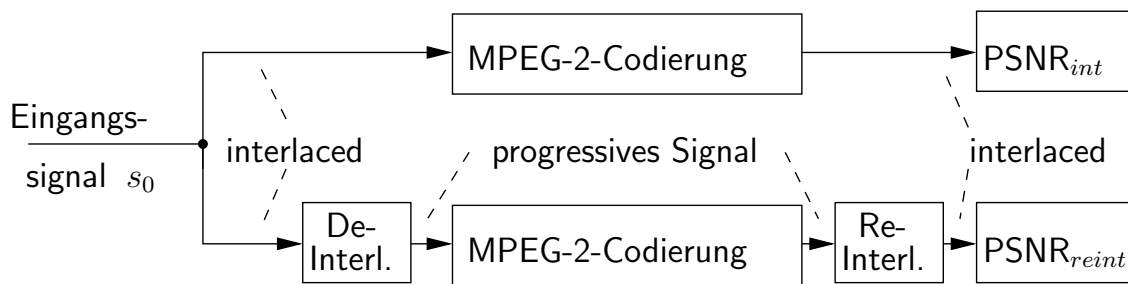 MPEG-2-Codierung
PSNR_int
Eingangs-
signal s_0
interlaced
progressives Signal
interlaced
De-
Interl.
MPEG-2-Codierung
Re-
Interl.
PSNR_reint